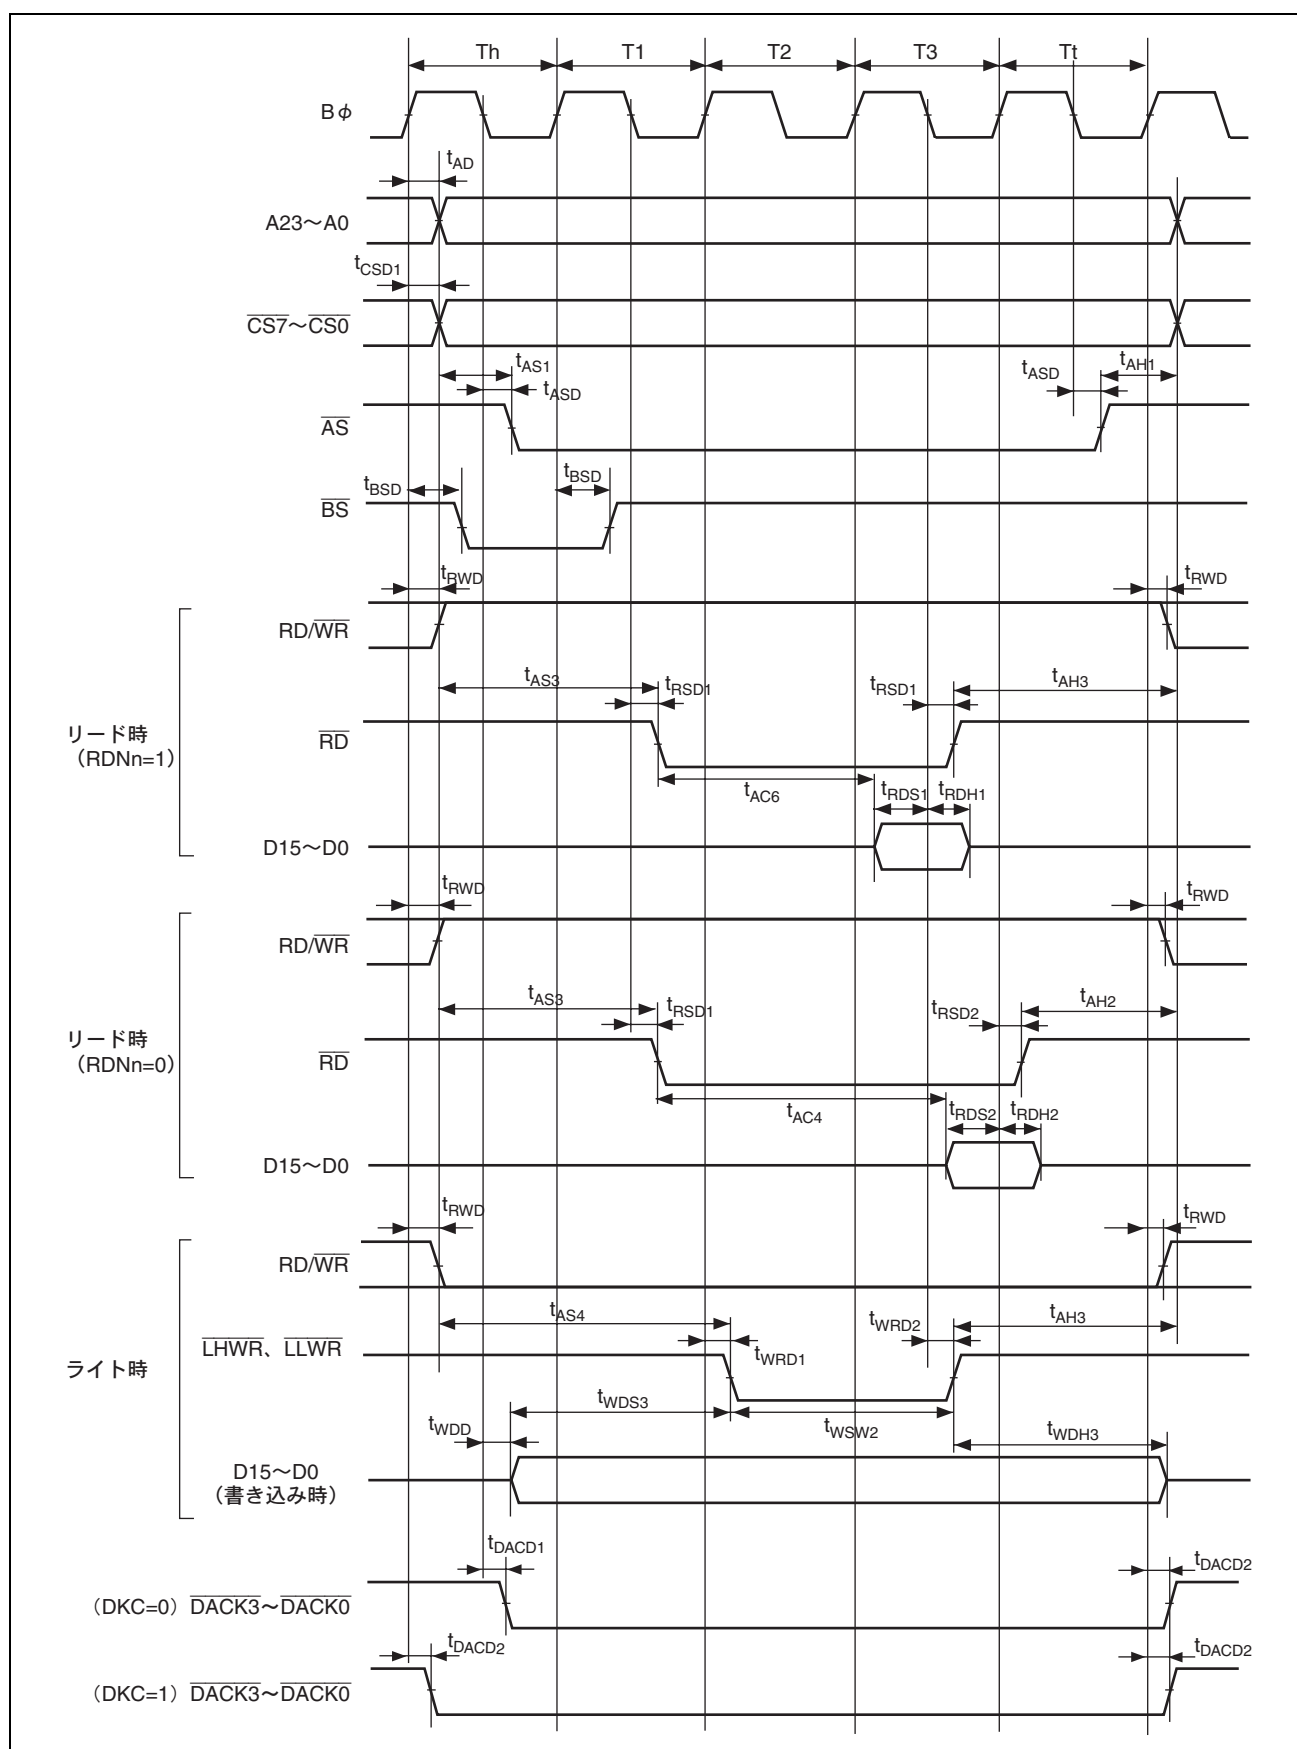 Th T1 T2 T3 Tt
Bφ
tAD
A23～A0
tCSD1
CS7～CS0
tAS1
tASD
tASD
tAH1
AS
tBSD
tBSD
BS
tRWD
tRWD
RD/WR
tAS3
tRSD1
tRSD1
tAH3
リード時
（RDNn=1）
RD
tAC6
tRDS1
tRDH1
D15～D0
tRWD
tRWD
RD/WR
tAS3
tRSD1
tRSD2
tAH2
リード時
（RDNn=0）
RD
tAC4
tRDS2
tRDH2
D15～D0
tRWD
tRWD
RD/WR
tAS4
tWRD2
tAH3
LHWR、LLWR
tWRD1
ライト時
tWDS3
tWDD
tWSW2
tWDH3
D15～D0
（書き込み時）
tDACD1
tDACD2
（DKC=0）DACK3～DACK0
tDACD2
tDACD2
（DKC=1）DACK3～DACK0